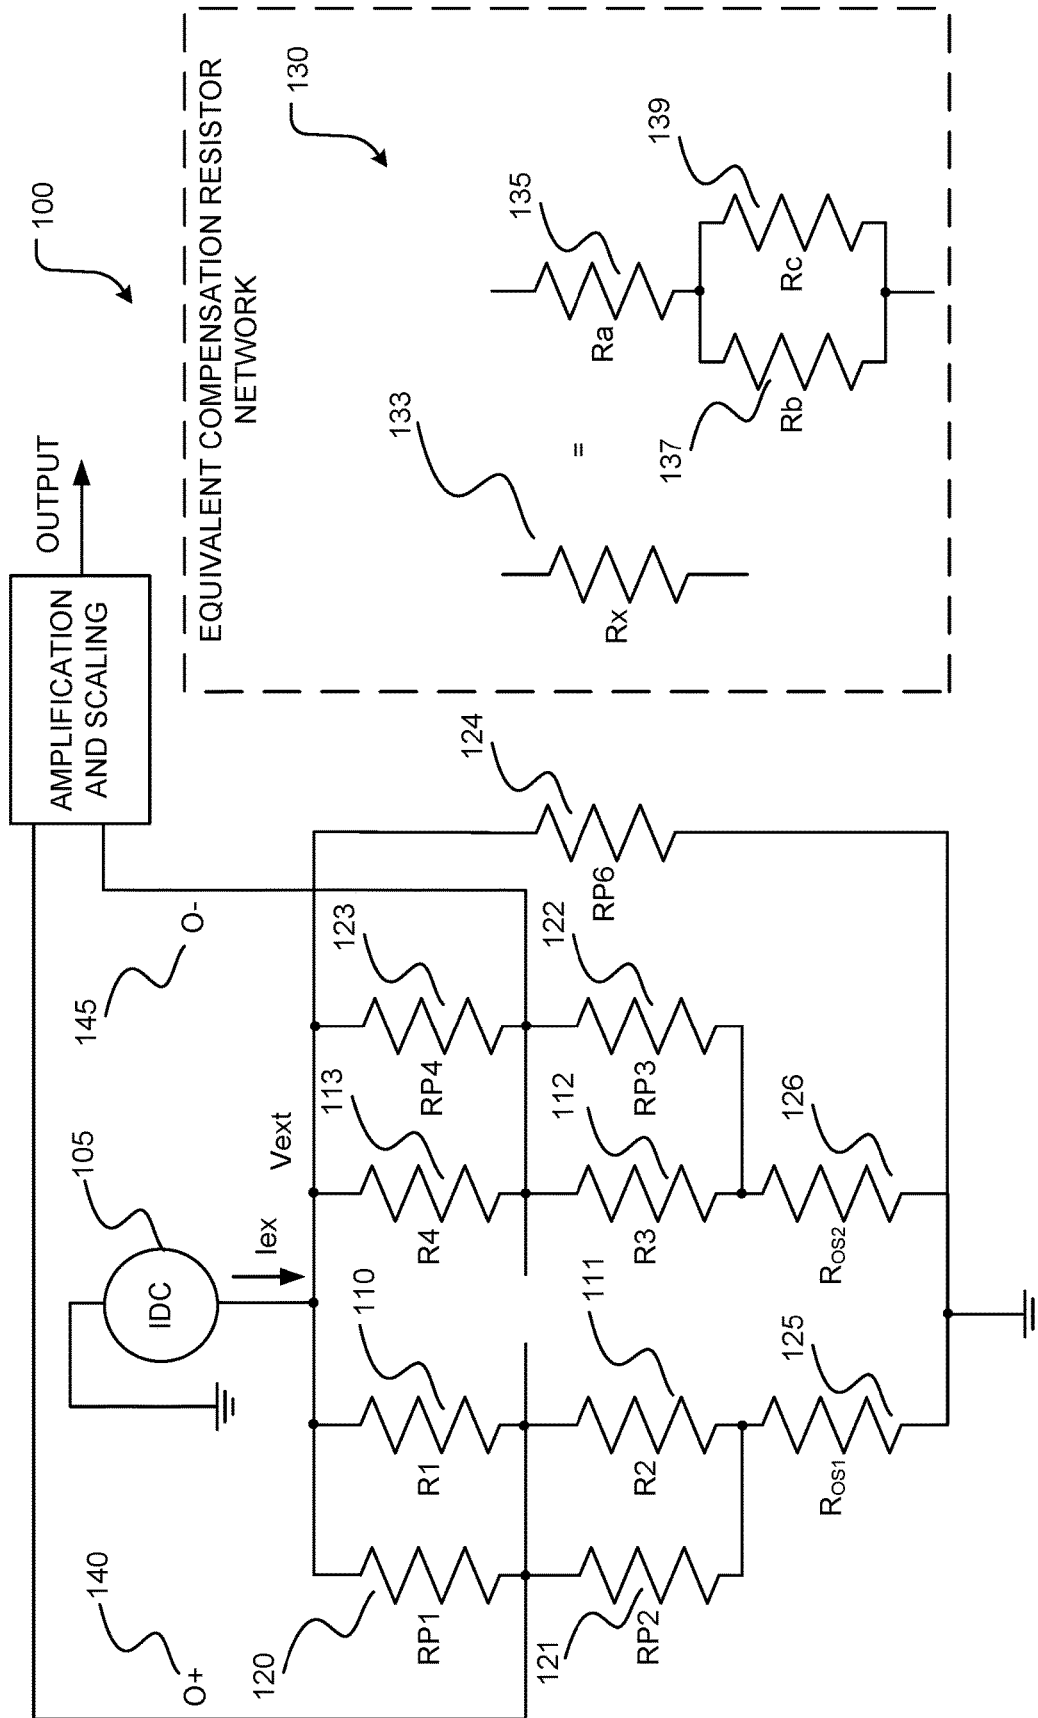 100
OUTPUT
AMPLIFICATION
AND SCALING
140
O+
145
O-
105
IDC
Iex
Vext
EQUIVALENT COMPENSATION RESISTOR
NETWORK
130
120
RP1
110
R1
113
R4
123
RP4
124
RP6
121
RP2
111
R2
112
R3
122
RP3
125
ROS1
126
ROS2
133
Rx
=
135
Ra
137
Rb
139
Rc